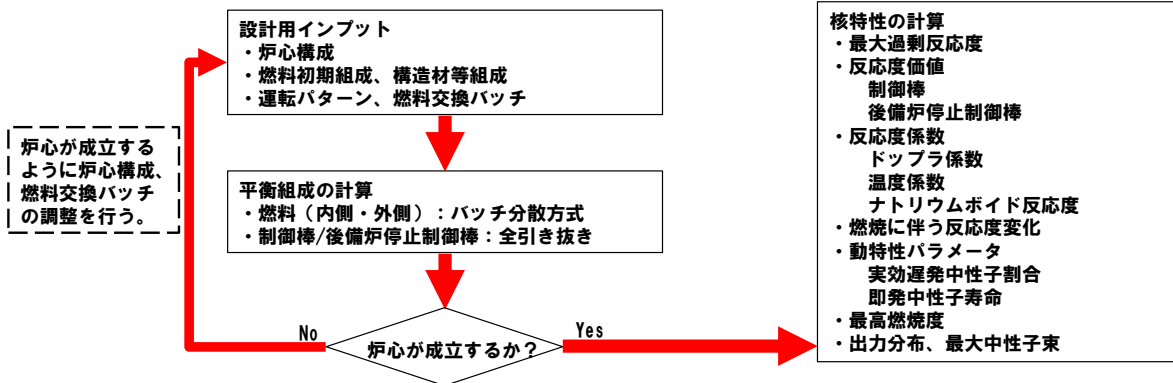 設計用インプット
・炉心構成
・燃料初期組成、構造材等組成
・運転パターン、燃料交換バッチ
炉心が成立する
ように炉心構成、
燃料交換バッチ
の調整を行う。
平衡組成の計算
・燃料（内側・外側）：バッチ分散方式
・制御棒/後備炉停止制御棒：全引き抜き
No
炉心が成立するか？
Yes
核特性の計算
・最大過剰反応度
・反応度価値
制御棒
後備炉停止制御棒
・反応度係数
ドップラ係数
温度係数
ナトリウムボイド反応度
・燃焼に伴う反応度変化
・動特性パラメータ
実効遅発中性子割合
即発中性子寿命
・最高燃焼度
・出力分布、最大中性子束